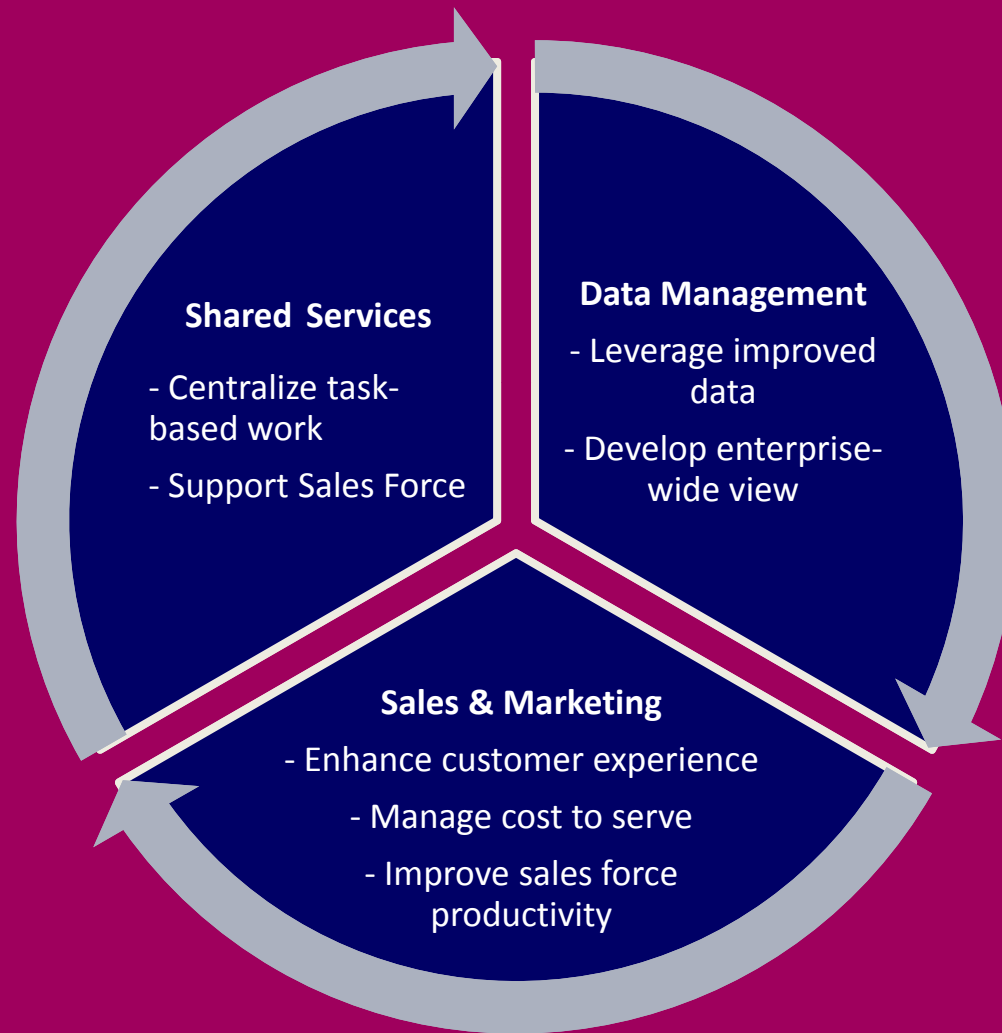 Shared Services
- Centralize task-
based work
- Support Sales Force
Data Management
- Leverage improved
data
- Develop enterprise-
wide view
Sales & Marketing
- Enhance customer experience
- Manage cost to serve
- Improve sales force
productivity